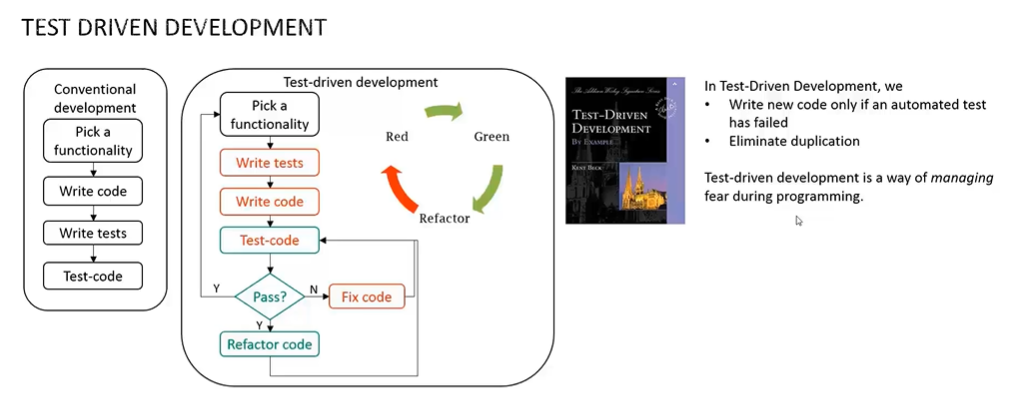 TEST DRIVEN DEVELOPMENT
Conventional
development
Pick a
functionality
Write code
Write tests
Test-code
Test-driven development
Pick a
functionality
Write tests
Write code
Test-code
Pass?
Y
N
Fix code
Y
Refactor code
Red
Green
Refactor
The Addison Wesley Signature Series
TEST-DRIVEN
DEVELOPMENT
BY EXAMPLE
KENT BECK
In Test-Driven Development, we
• Write new code only if an automated test
has failed
• Eliminate duplication
Test-driven development is a way of managing
fear during programming.